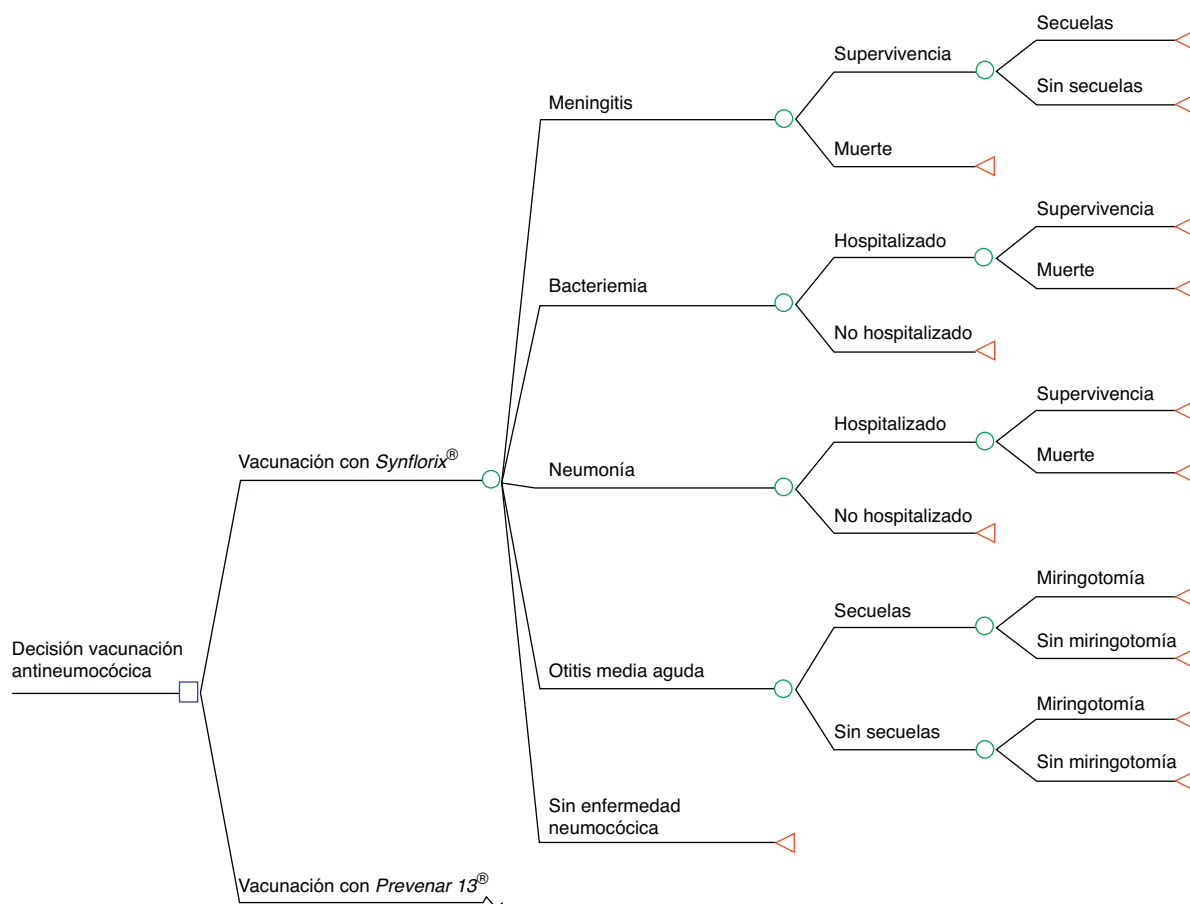 Secuelas
Supervivencia
Sin secuelas
Meningitis
Muerte
Supervivencia
Hospitalizado
Muerte
Bacteriemia
No hospitalizado
Supervivencia
Hospitalizado
Muerte
Vacunación con Synflorix®
Neumonía
No hospitalizado
Miringotomía
Secuelas
Sin miringotomía
Decisión vacunación
antineumocócica
Otitis media aguda
Miringotomía
Sin secuelas
Sin miringotomía
Sin enfermedad
neumocócica
Vacunación con Prevenar 13®